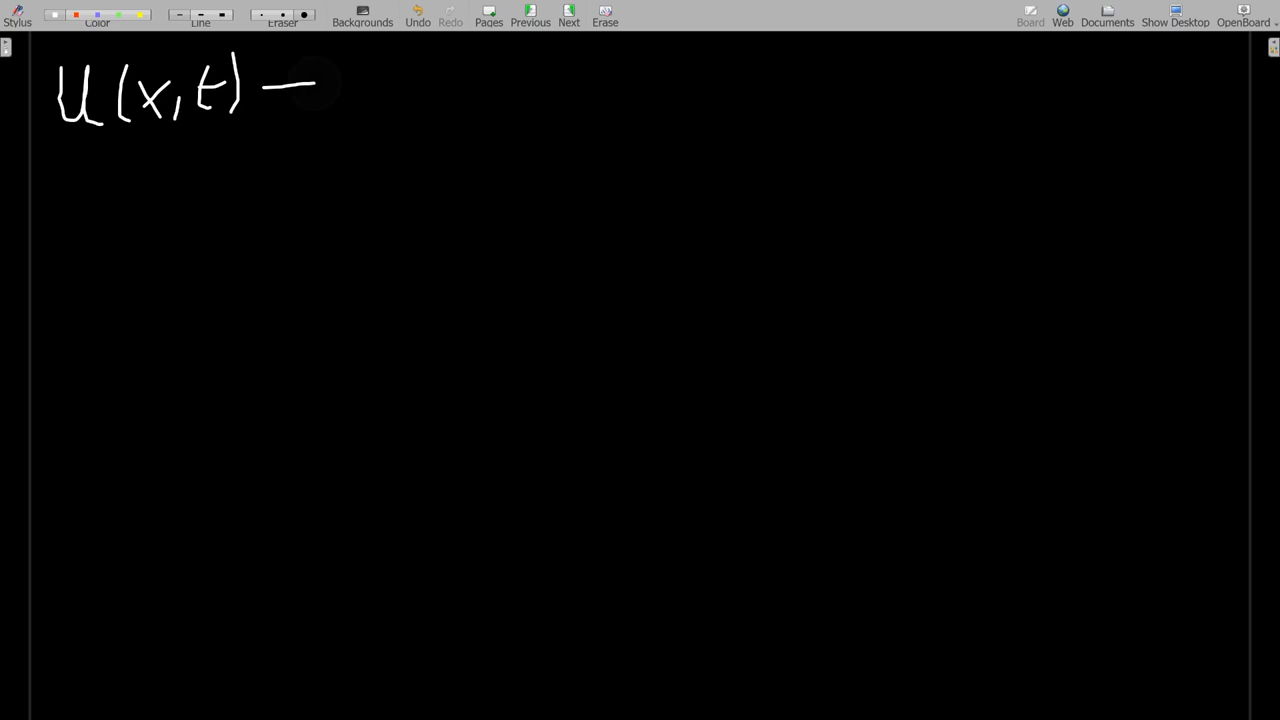 Stylus Color Line Eraser Backgrounds Undo Redo Pages Previous Next Erase Board Web Documents Show Desktop OpenBoard
u(x,t) —